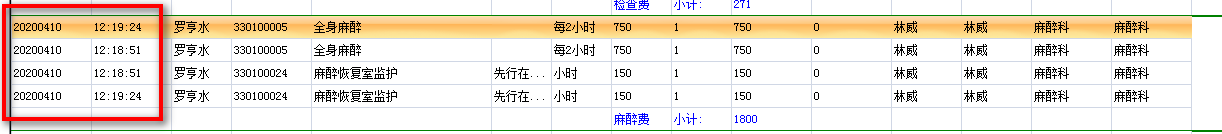 检查费 小计: 271
20200410 12:19:24 罗亨水 330100005 全身麻醉 每2小时 750 1 750 0 林威 林威 麻醉科 麻醉科
20200410 12:18:51 罗亨水 330100005 全身麻醉 每2小时 750 1 750 0 林威 林威 麻醉科 麻醉科
20200410 12:18:51 罗亨水 330100024 麻醉恢复室监护 先行在... 小时 150 1 150 0 林威 林威 麻醉科 麻醉科
20200410 12:19:24 罗亨水 330100024 麻醉恢复室监护 先行在... 小时 150 1 150 0 林威 林威 麻醉科 麻醉科
麻醉费 小计: 1800